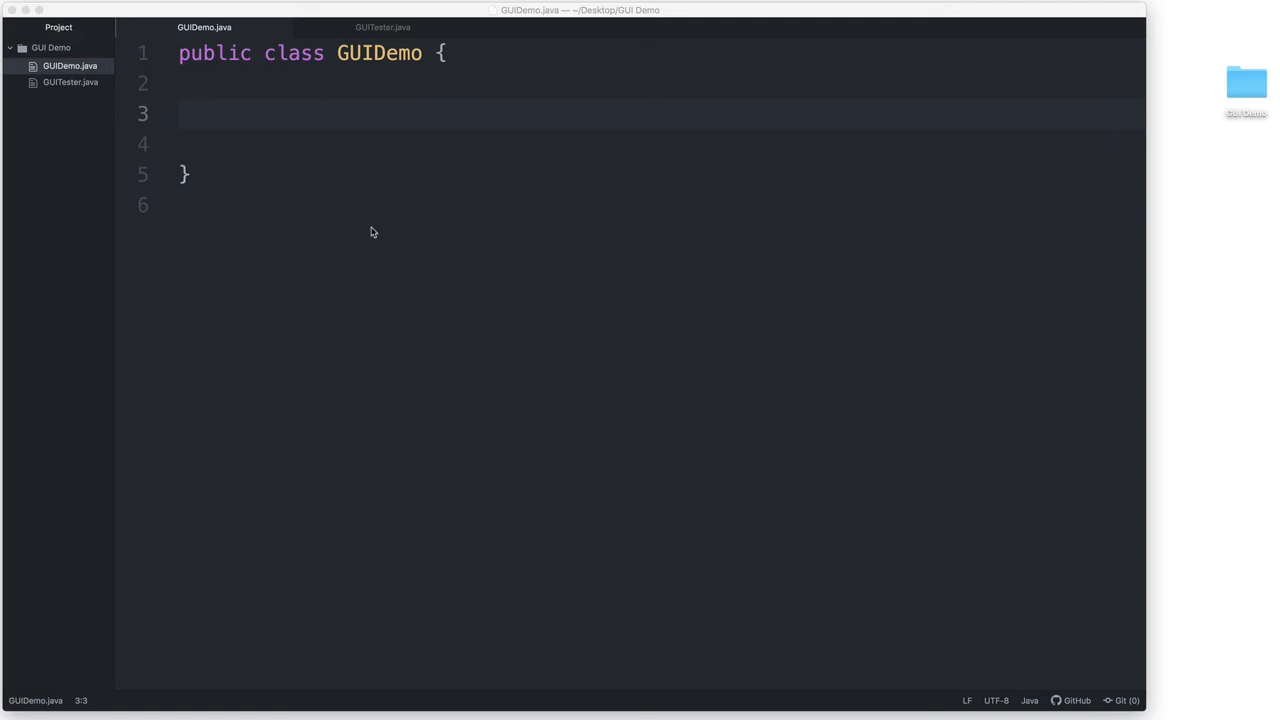 GUIDemo.java — ~/Desktop/GUI Demo
Project
GUIDemo.java
GUITester.java
GUI Demo
GUIDemo.java
GUITester.java
1 public class GUIDemo {
2
3
4
5 }
6
GUI Demo
GUIDemo.java 3:3
LF UTF-8 Java GitHub Git (0)